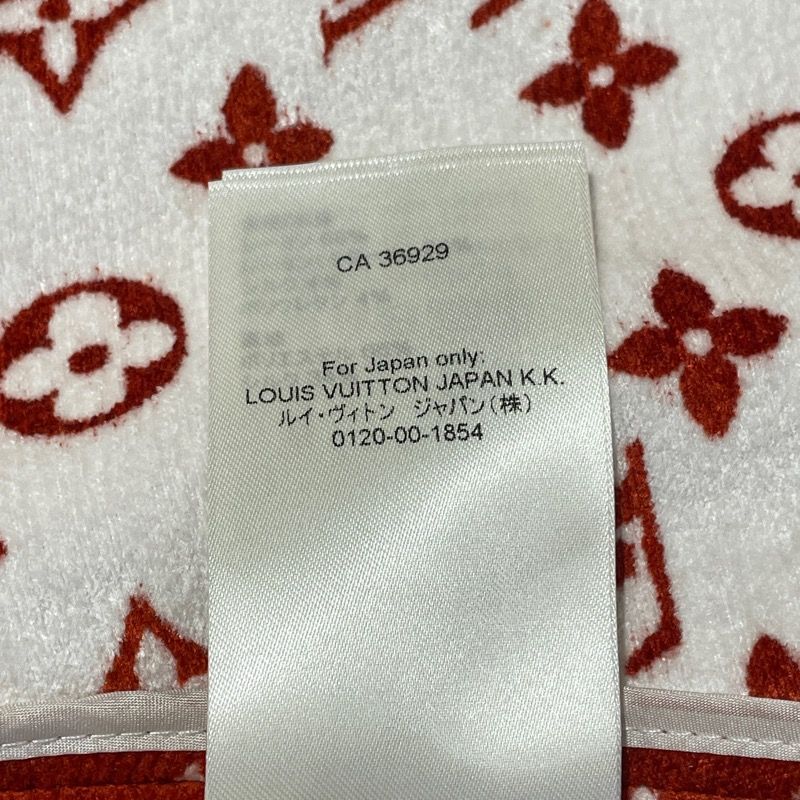 CA 36929
For Japan only:
LOUIS VUITTON JAPAN K.K.
ルイ・ヴィトン ジャパン(株)
0120-00-1854